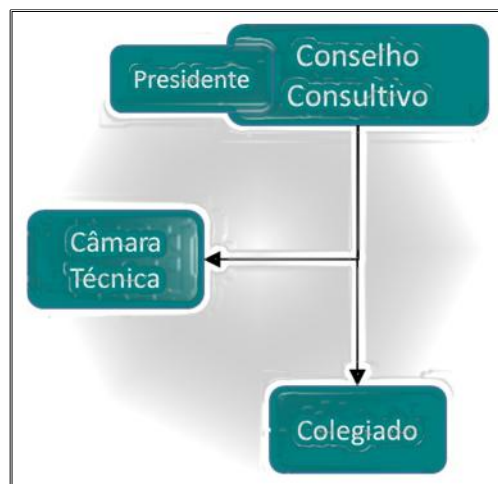 Presidente
Conselho
Consultivo
Câmara
Técnica
Colegiado